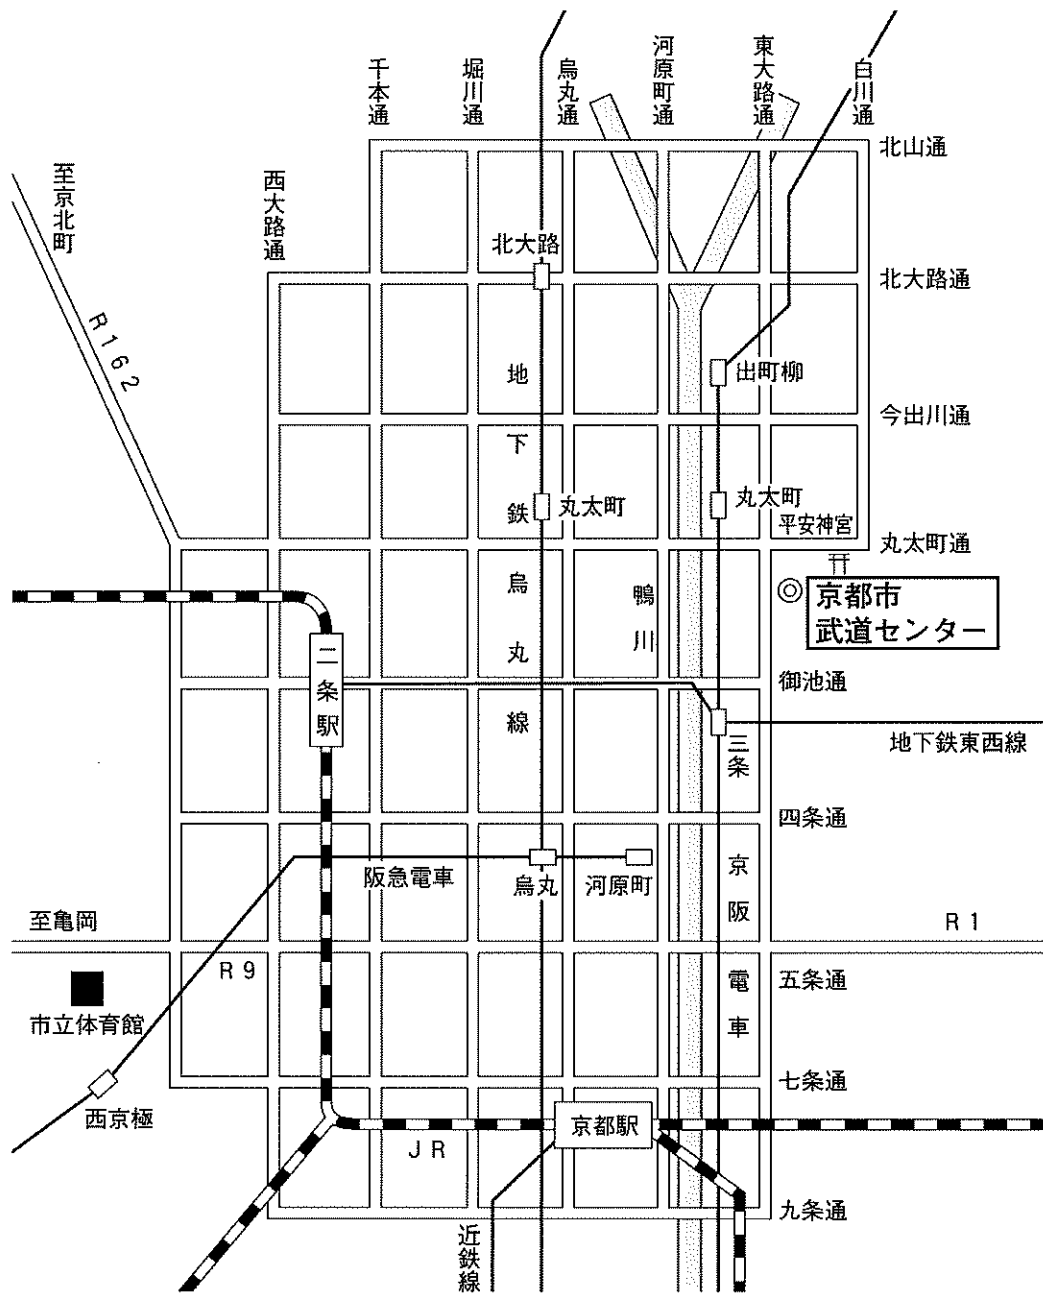 千本通
堀川通
烏丸通
河原町通
東大路通
白川通
北山通
至京北町
西大路通
北大路
北大路通
R162
地下鉄烏丸線
出町柳
今出川通
丸太町
丸太町
平安神宮
丸太町通
鴨川
京都市
武道センター
二条駅
御池通
三条
地下鉄東西線
四条通
阪急電車
烏丸
河原町
京阪電車
至亀岡
R1
R9
五条通
市立体育館
七条通
西京極
京都駅
JR
九条通
近鉄線